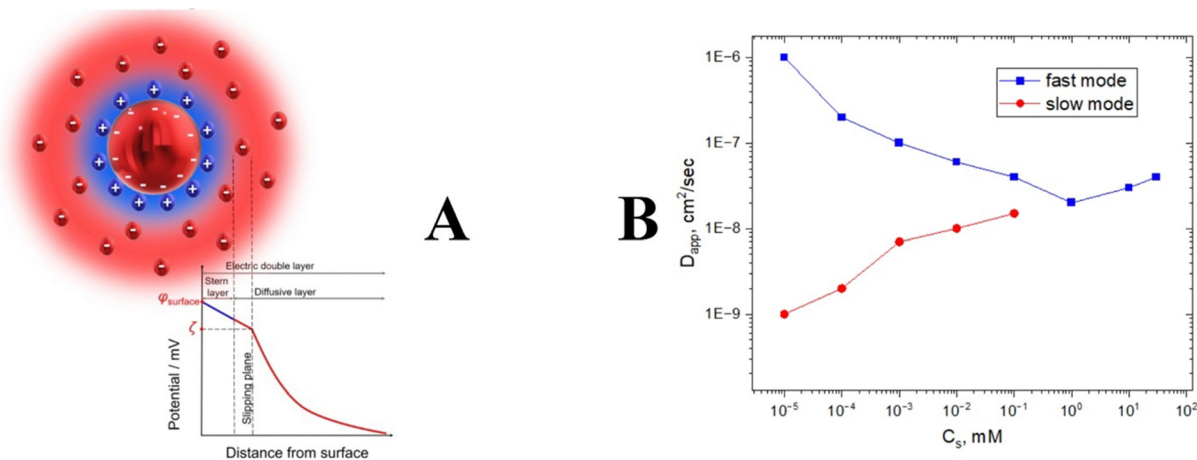 Electric double layer
Stern
layer
Diffusive layer
φsurface
ζ
Slipping plane
Potential / mV
Distance from surface
A
B
1E-6
1E-7
1E-8
1E-9
Dapp, cm²/sec
fast mode
slow mode
10⁻⁵ 10⁻⁴ 10⁻³ 10⁻² 10⁻¹ 10⁰ 10¹ 10²
Cs, mM